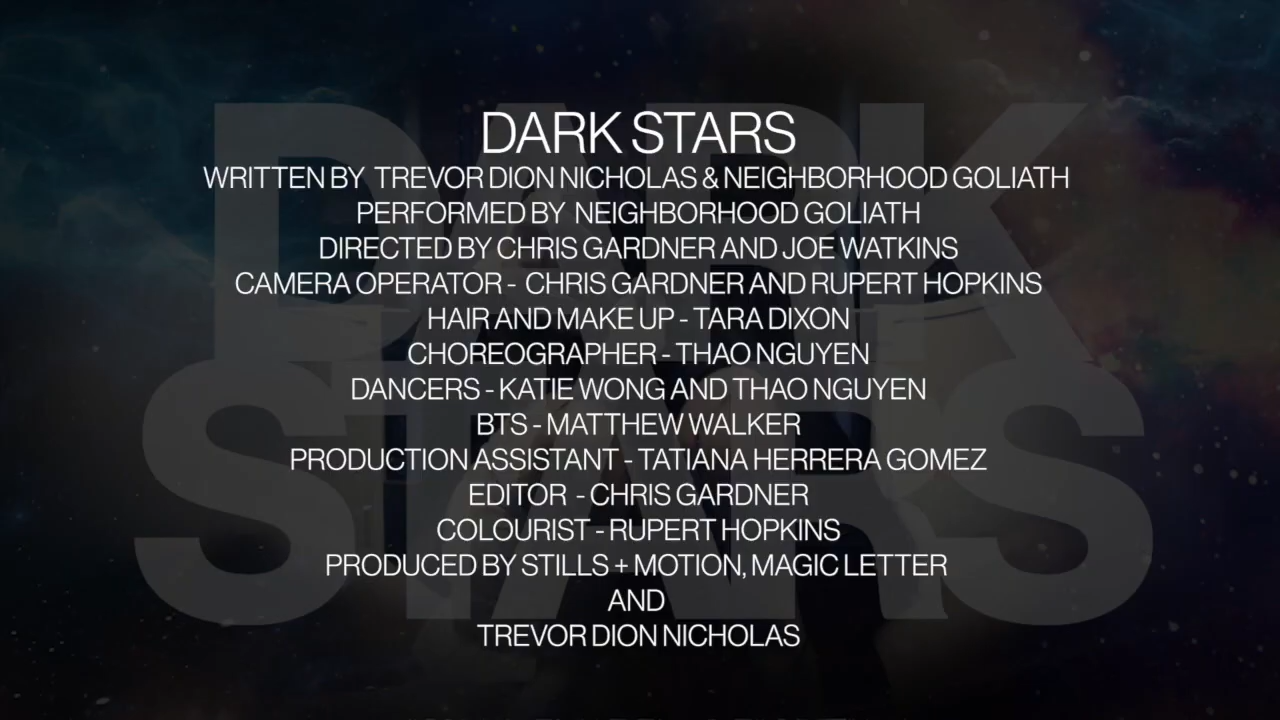 DARK STARS
WRITTEN BY TREVOR DION NICHOLAS & NEIGHBORHOOD GOLIATH
PERFORMED BY NEIGHBORHOOD GOLIATH
DIRECTED BY CHRIS GARDNER AND JOE WATKINS
CAMERA OPERATOR - CHRIS GARDNER AND RUPERT HOPKINS
HAIR AND MAKE UP - TARA DIXON
CHOREOGRAPHER - THAO NGUYEN
DANCERS - KATIE WONG AND THAO NGUYEN
BTS - MATTHEW WALKER
PRODUCTION ASSISTANT - TATIANA HERRERA GOMEZ
EDITOR - CHRIS GARDNER
COLOURIST - RUPERT HOPKINS
PRODUCED BY STILLS + MOTION, MAGIC LETTER
AND
TREVOR DION NICHOLAS
DARK
STARS